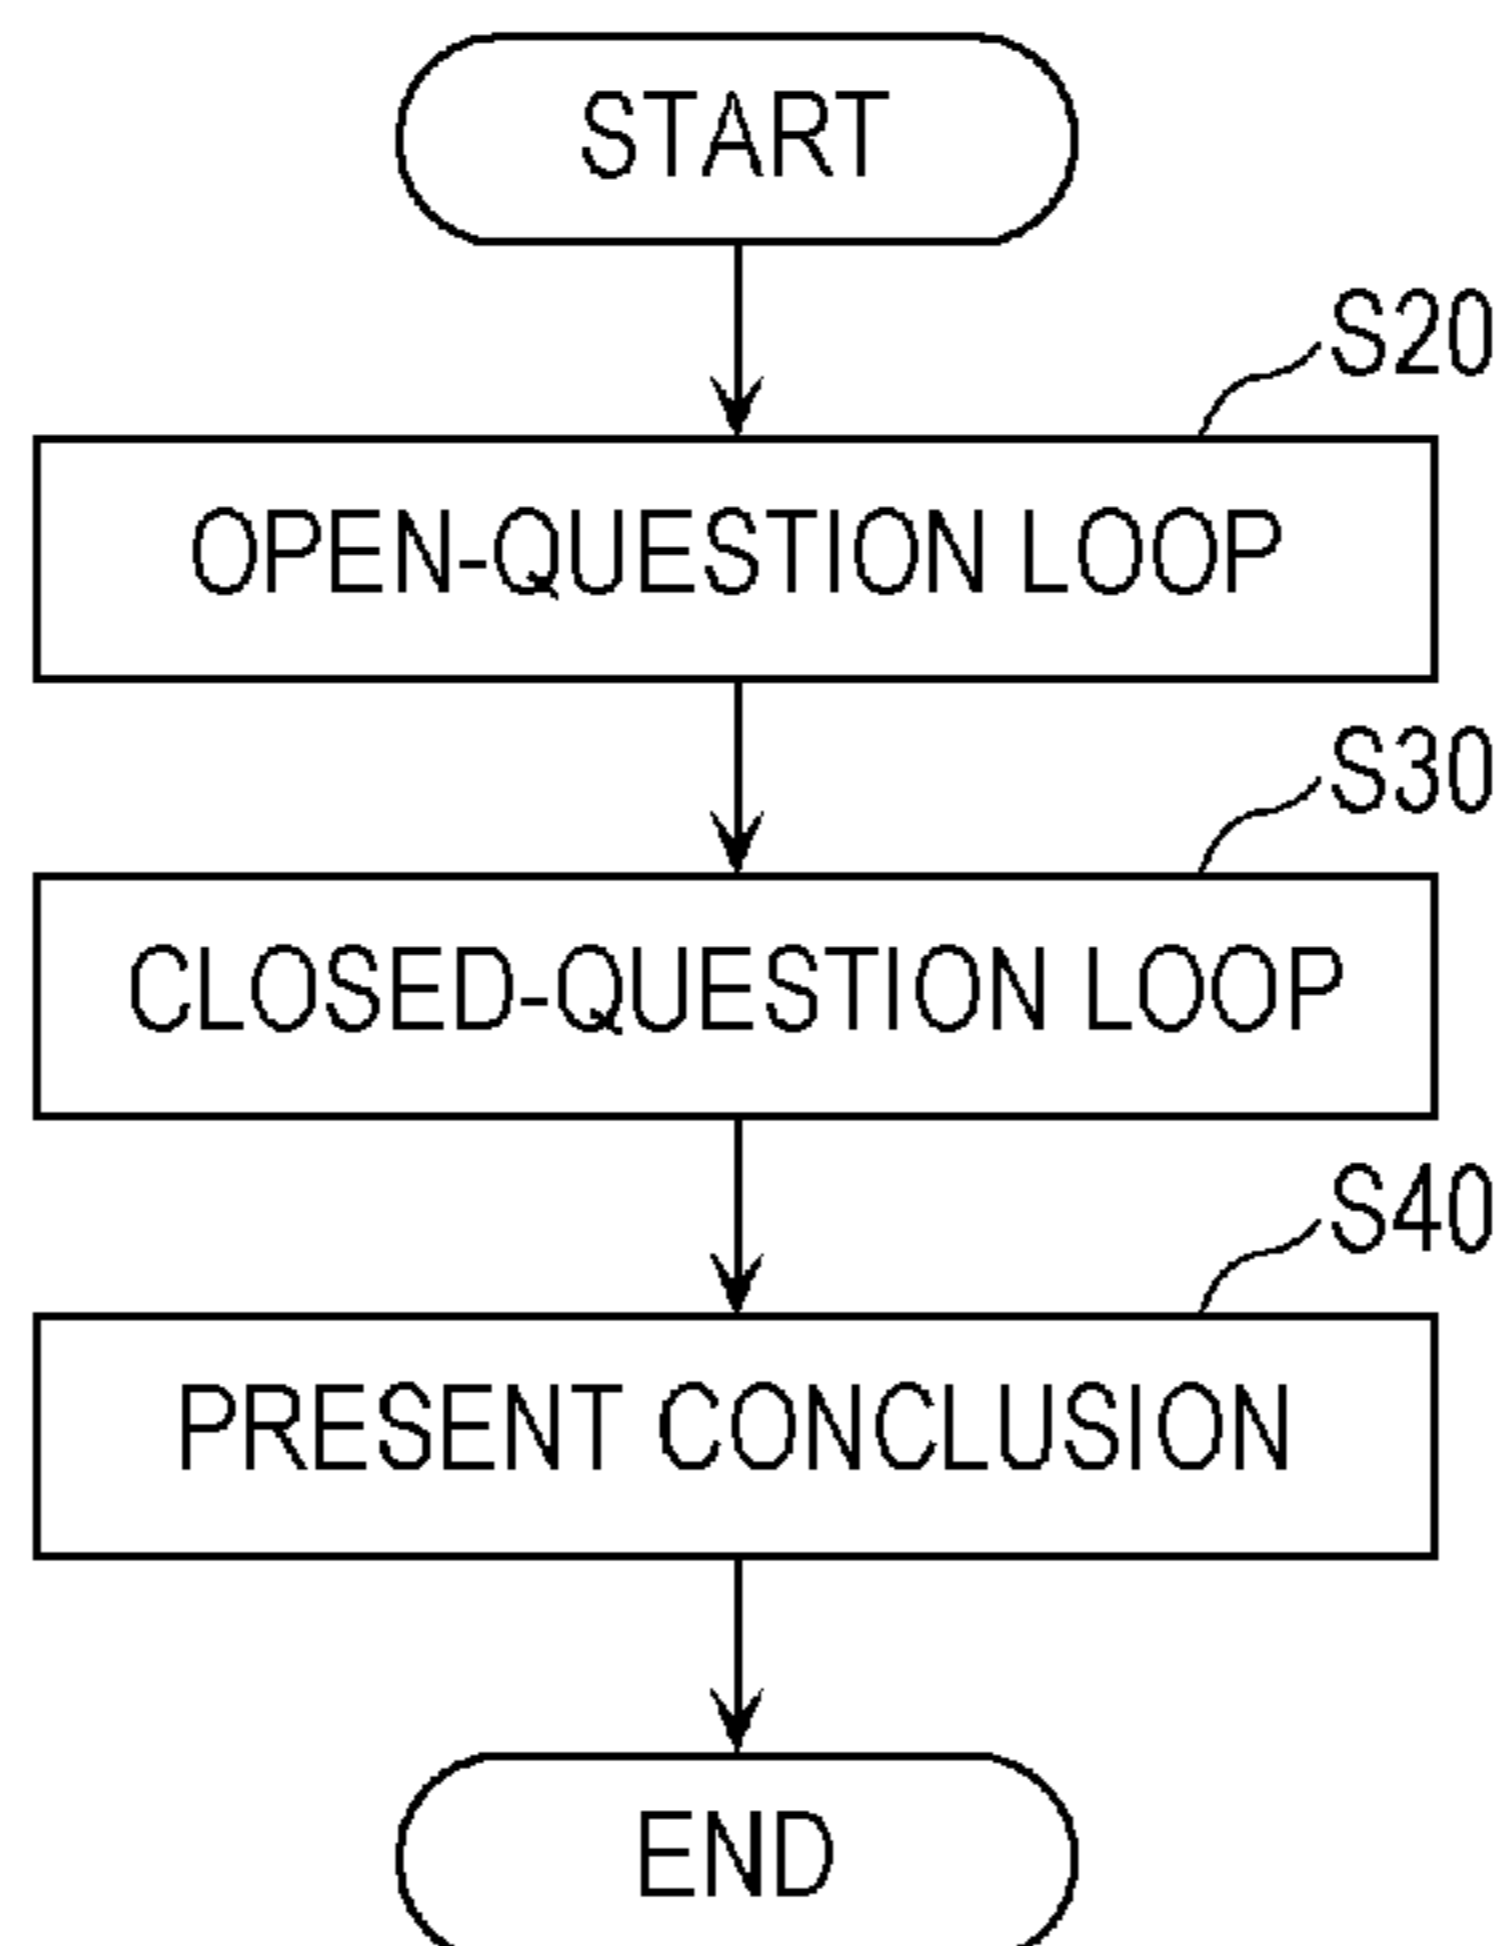 START
S20
OPEN-QUESTION LOOP
S30
CLOSED-QUESTION LOOP
S40
PRESENT CONCLUSION
END